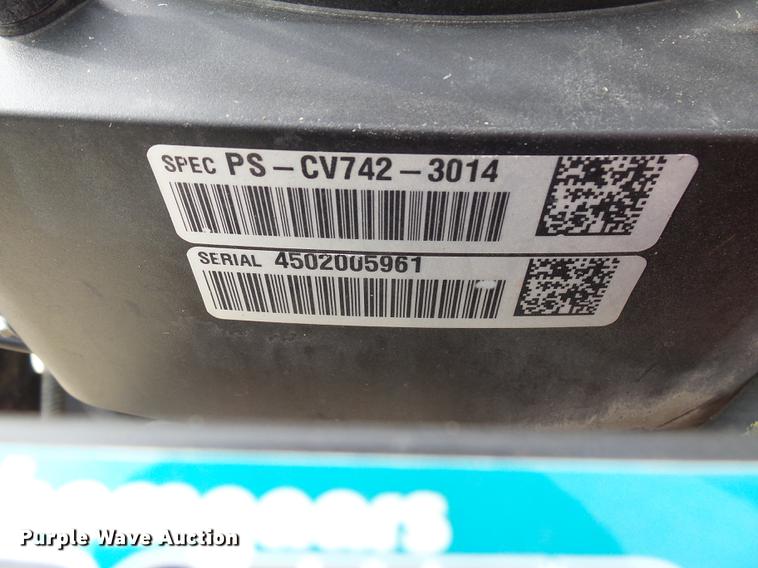 SPEC PS-CV742-3014
SERIAL 4502005961
Purple Wave Auction